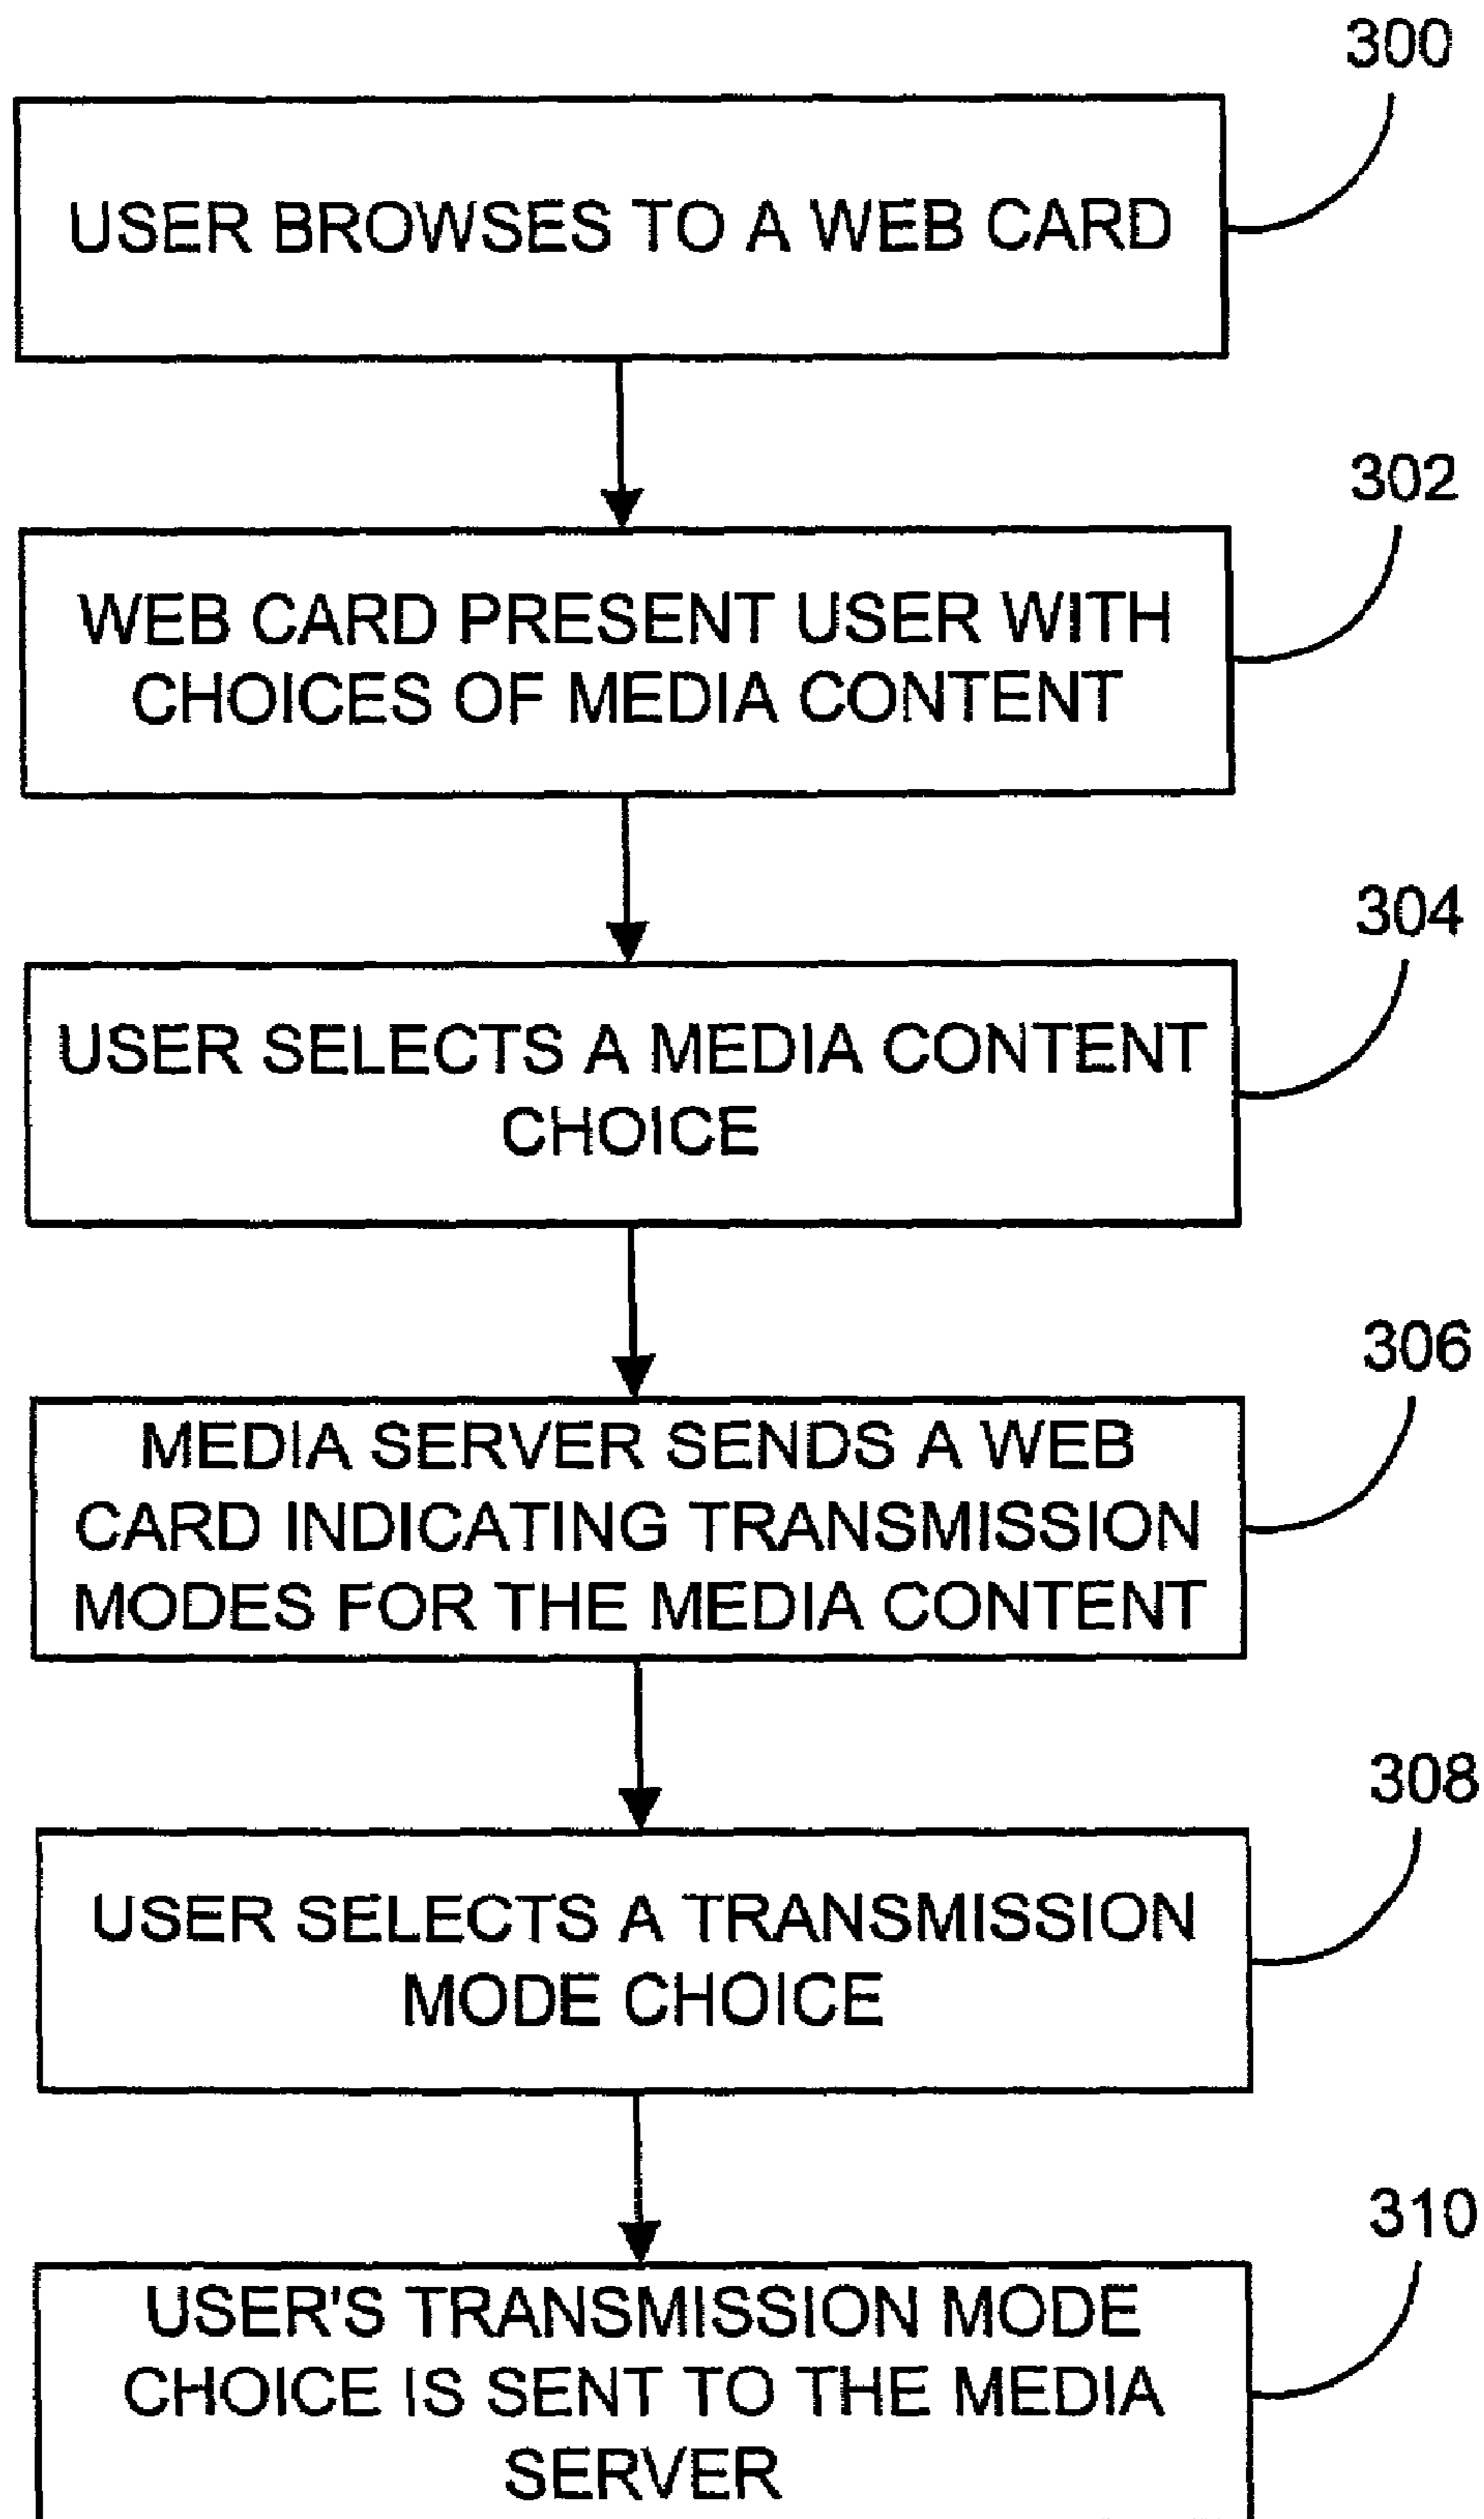 300
USER BROWSES TO A WEB CARD
302
WEB CARD PRESENT USER WITH
CHOICES OF MEDIA CONTENT
304
USER SELECTS A MEDIA CONTENT
CHOICE
306
MEDIA SERVER SENDS A WEB
CARD INDICATING TRANSMISSION
MODES FOR THE MEDIA CONTENT
308
USER SELECTS A TRANSMISSION
MODE CHOICE
310
USER'S TRANSMISSION MODE
CHOICE IS SENT TO THE MEDIA
SERVER